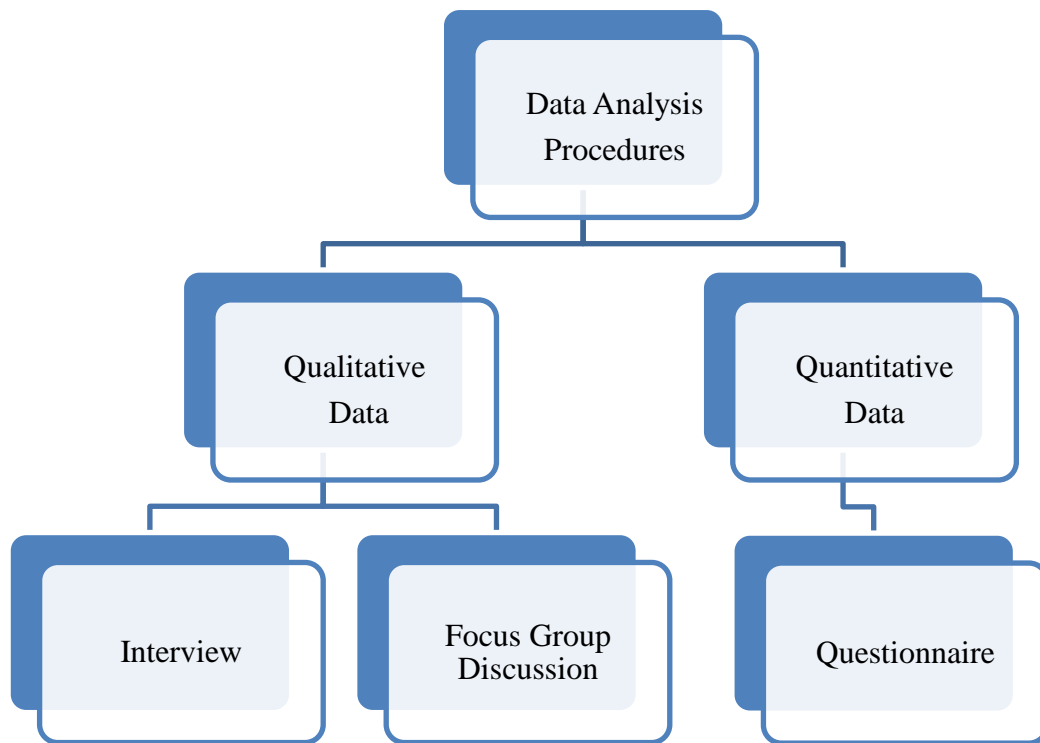 Data Analysis
Procedures
Qualitative
Data
Quantitative
Data
Interview
Focus Group
Discussion
Questionnaire